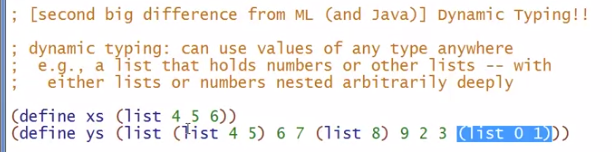 ; [second big difference from ML (and Java)] Dynamic Typing!!
; dynamic typing: can use values of any type anywhere
;  e.g., a list that holds numbers or other lists -- with
;   either lists or numbers nested arbitrarily deeply
(define xs (list 4 5 6))
(define ys (list (list 4 5) 6 7 (list 8) 9 2 3 (list 0 1)))